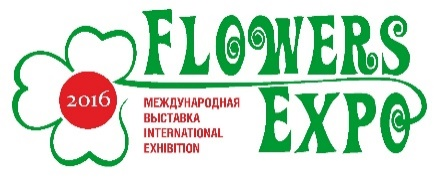 FLOWERS
2016
МЕЖДУНАРОДНАЯ
ВЫСТАВКА
INTERNATIONAL
EXHIBITION
EXPO